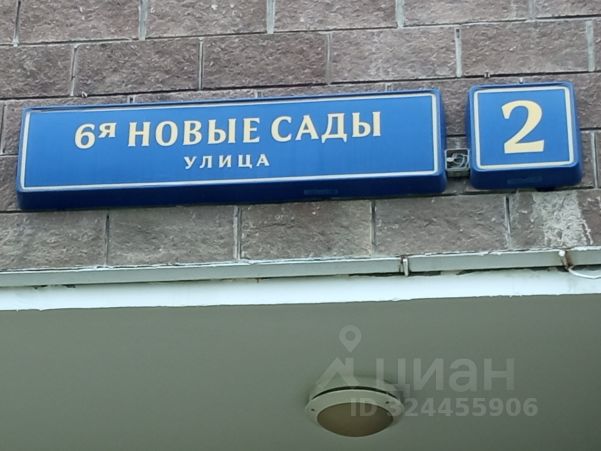 6я НОВЫЕ САДЫ
УЛИЦА
2
циан
ID 324455906